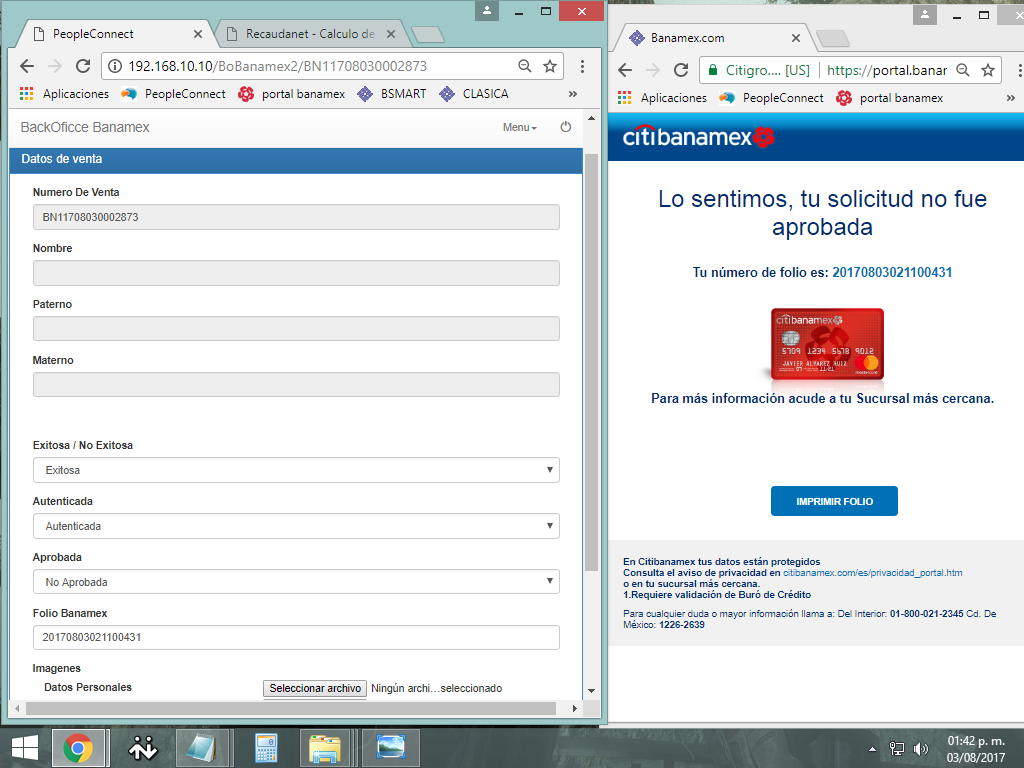 PeopleConnect
Recaudanet - Calculo de
192.168.10.10/BoBanamex2/BN11708030002873
Aplicaciones
PeopleConnect
portal banamex
BSMART
CLASICA
»
BackOficce Banamex
Menu
Datos de venta
Numero De Venta
BN11708030002873
Nombre
Paterno
Materno
Exitosa / No Exitosa
Exitosa
Autenticada
Autenticada
Aprobada
No Aprobada
Folio Banamex
20170803021100431
Imagenes
Datos Personales
Seleccionar archivo Ningún archi...seleccionado
Banamex.com
Citigro.... [US]
https://portal.banar
Aplicaciones
PeopleConnect
portal banamex
»
citibanamex
Lo sentimos, tu solicitud no fue
aprobada
Tu número de folio es: 20170803021100431
citibanamex
5709 1234 5678 9012
JAVIER ALVAREZ RUIZ
mastercard
Para más información acude a tu Sucursal más cercana.
IMPRIMIR FOLIO
En Citibanamex tus datos están protegidos
Consulta el aviso de privacidad en citibanamex.com/es/privacidad_portal.htm
o en tu sucursal más cercana.
1.Requiere validación de Buró de Crédito
Para cualquier duda o mayor información llama a: Del Interior: 01-800-021-2345 Cd. De
México: 1226-2639
01:42 p. m.
03/08/2017